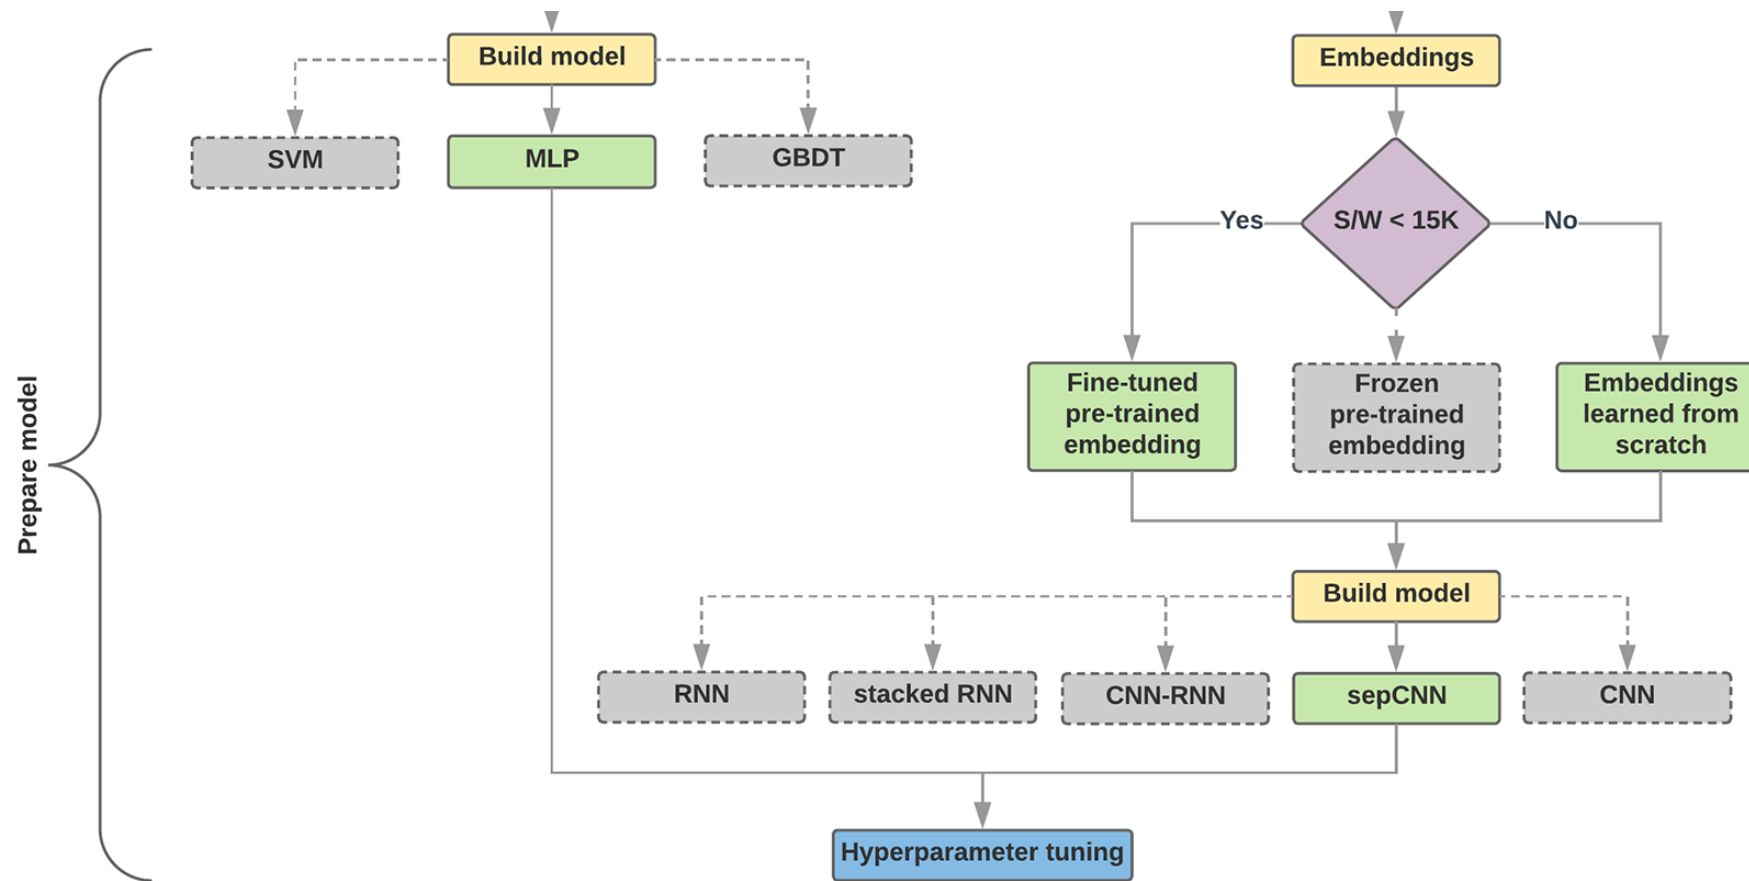 Build model
Embeddings
SVM
MLP
GBDT
Yes
S/W < 15K
No
Fine-tuned
pre-trained
embedding
Frozen
pre-trained
embedding
Embeddings
learned from
scratch
Prepare model
Build model
RNN
stacked RNN
CNN-RNN
sepCNN
CNN
Hyperparameter tuning